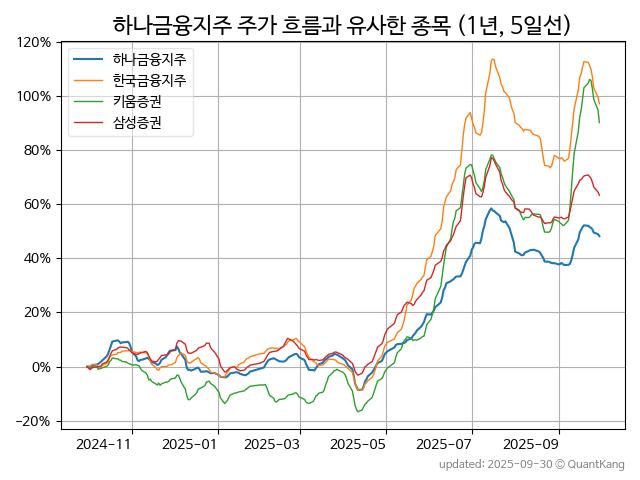 하나금융지주 주가 흐름과 유사한 종목 (1년, 5일선)
120%
100%
80%
60%
40%
20%
0%
−20%
하나금융지주
한국금융지주
키움증권
삼성증권
2024-11
2025-01
2025-03
2025-05
2025-07
2025-09
updated: 2025-09-30 © QuantKang